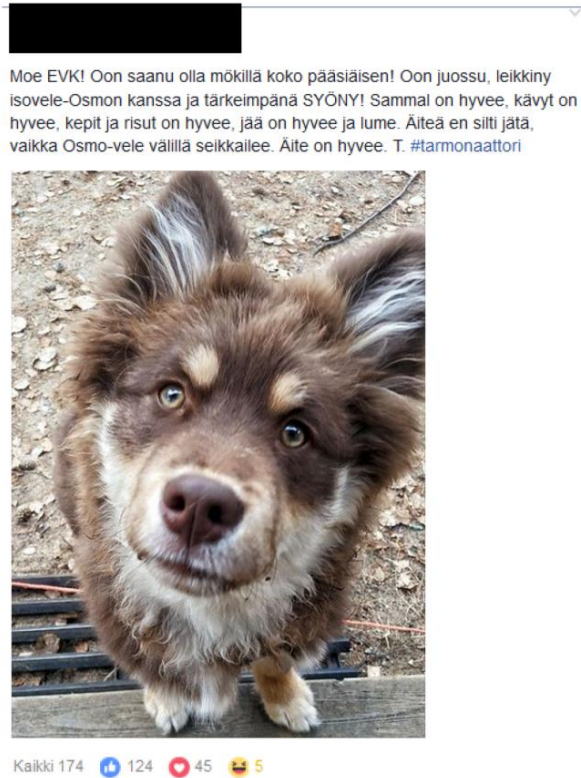 Moe EVK! Oon saanu olla mökillä koko pääsiäisen! Oon juossu, leikkiny
isovele-Osmon kanssa ja tärkeimpänä SYÖNY! Sammal on hyvee, kävyt on
hyvee, kepit ja risut on hyvee, jää on hyvee ja lume. Äiteä en silti jätä,
vaikka Osmo-vele välillä seikkailee. Äite on hyvee. T. #tarmonaattori
Kaikki 174 124 45 5